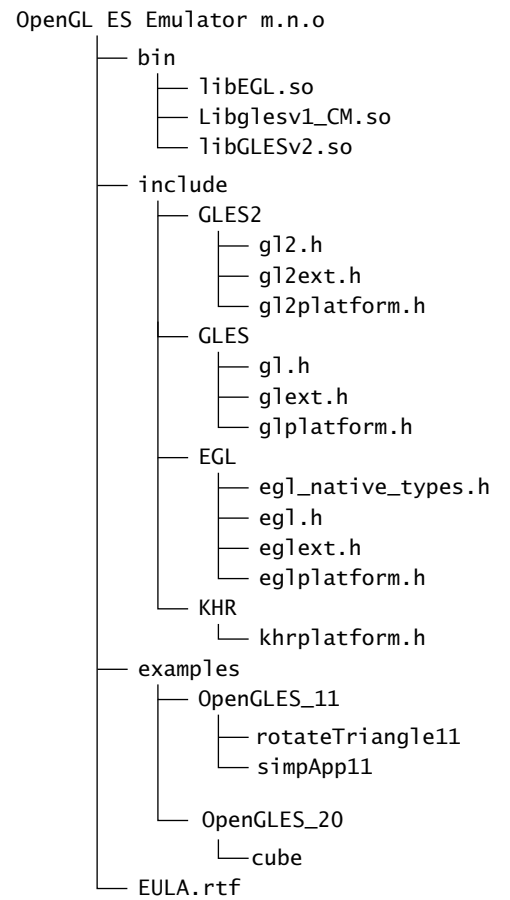 OpenGL ES Emulator m.n.o
bin
libEGL.so
Libglesv1_CM.so
libGLESv2.so
include
GLES2
gl2.h
gl2ext.h
gl2platform.h
GLES
gl.h
glext.h
glplatform.h
EGL
egl_native_types.h
egl.h
eglext.h
eglplatform.h
KHR
khrplatform.h
examples
OpenGLES_11
rotateTriangle11
simpApp11
OpenGLES_20
cube
EULA.rtf